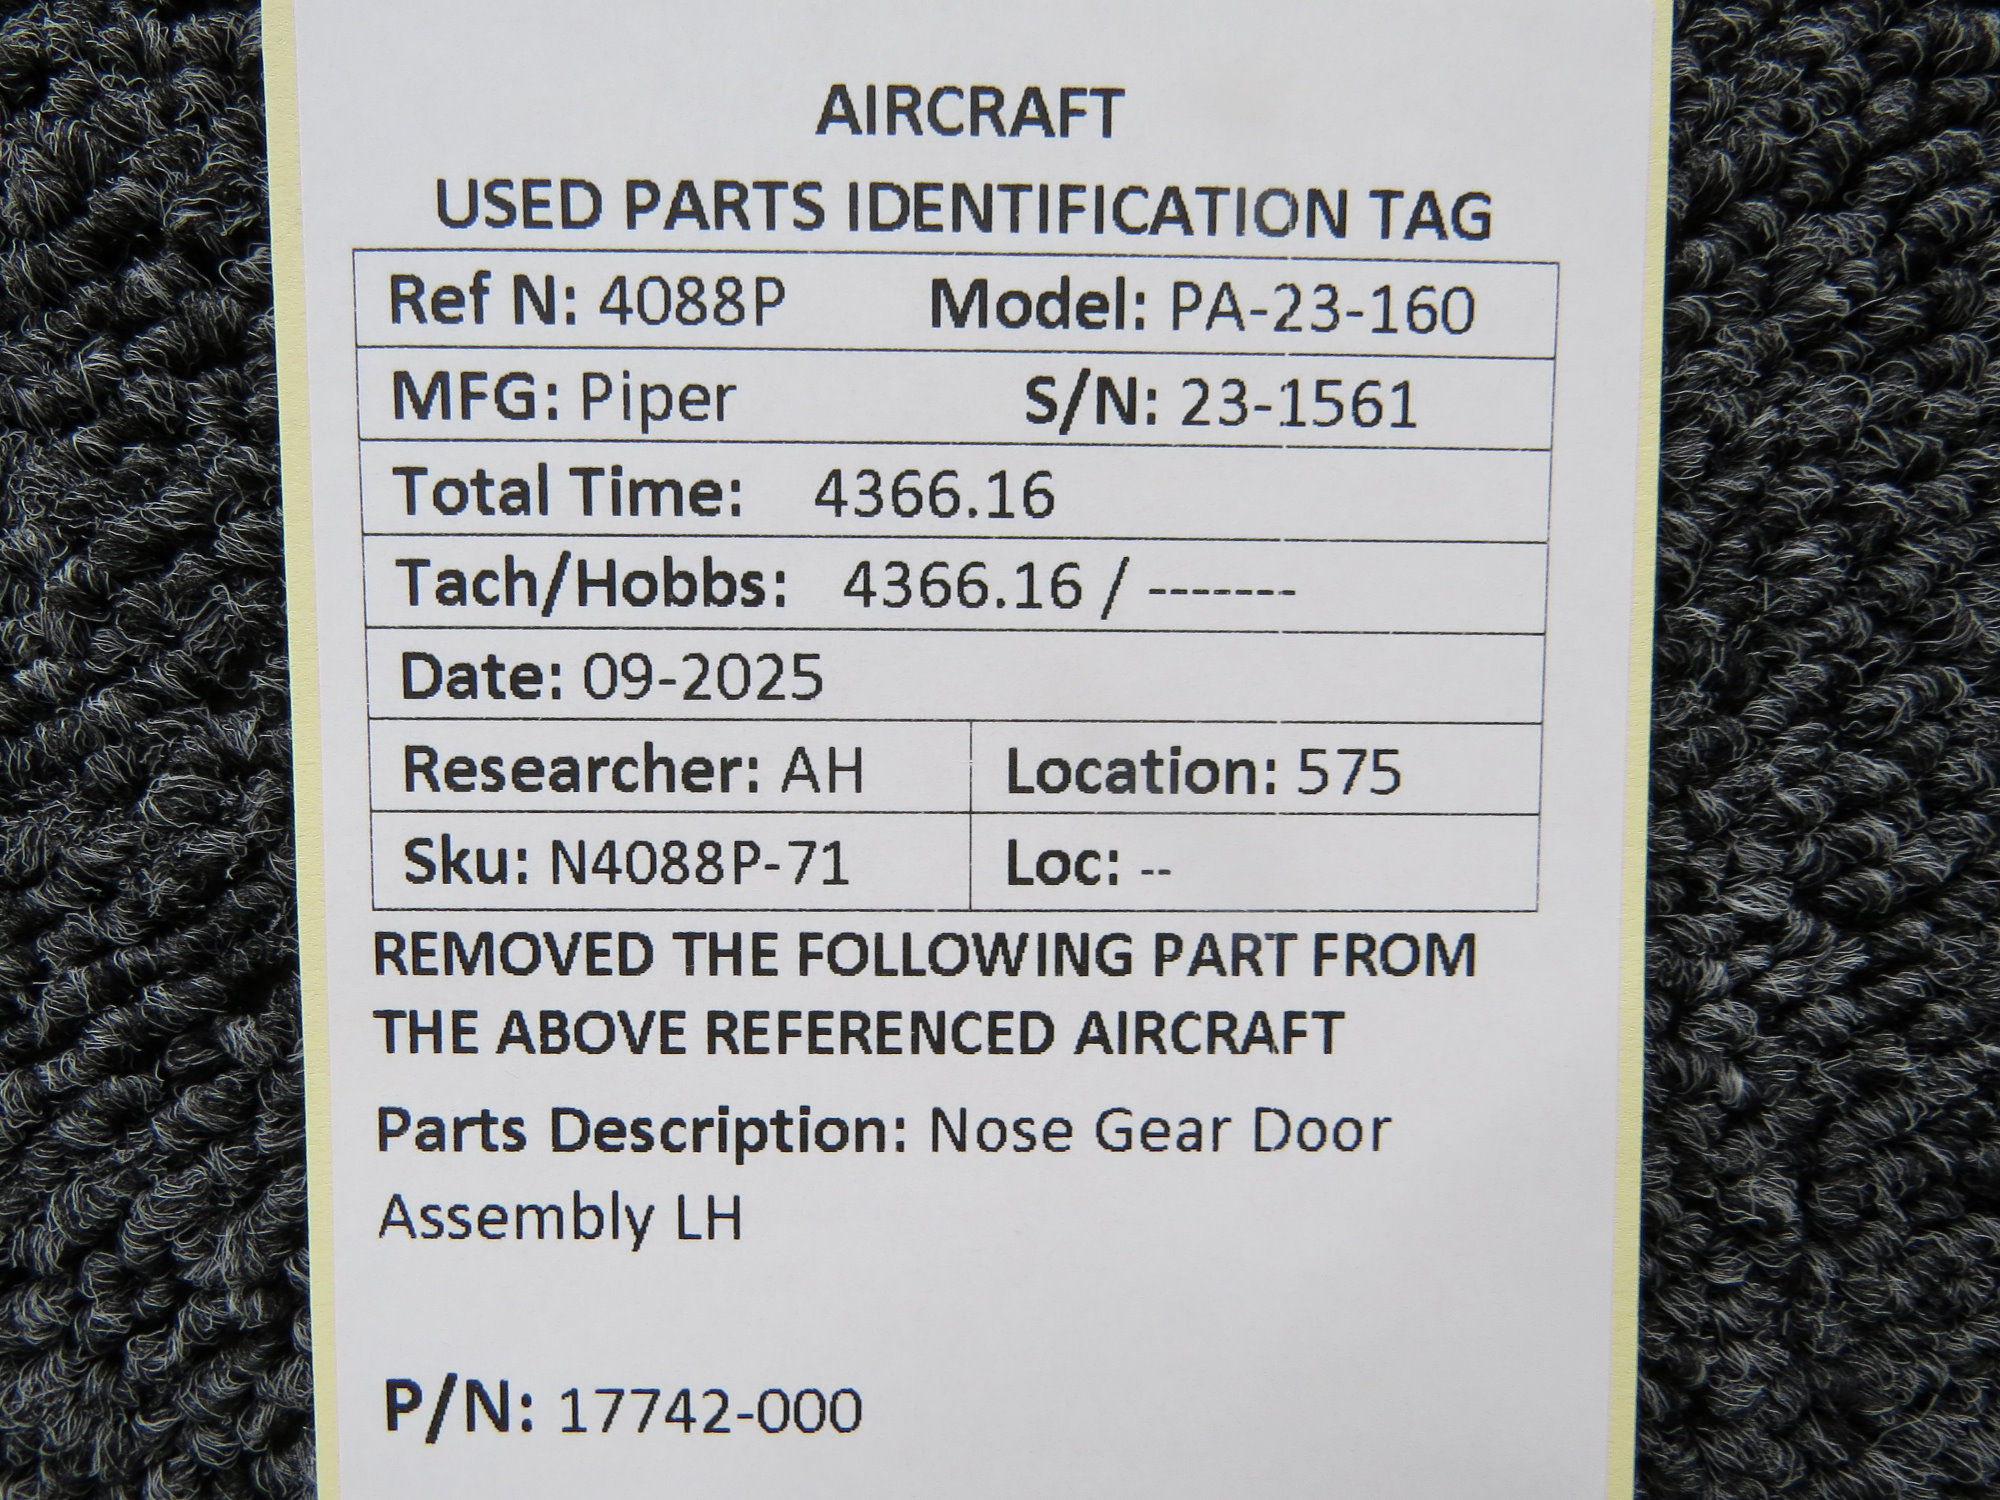 AIRCRAFT
USED PARTS IDENTIFICATION TAG
Ref N: 4088P Model: PA-23-160
MFG: Piper S/N: 23-1561
Total Time: 4366.16
Tach/Hobbs: 4366.16 / -------
Date: 09-2025
Researcher: AH Location: 575
Sku: N4088P-71 Loc: --
REMOVED THE FOLLOWING PART FROM
THE ABOVE REFERENCED AIRCRAFT
Parts Description: Nose Gear Door
Assembly LH
P/N: 17742-000